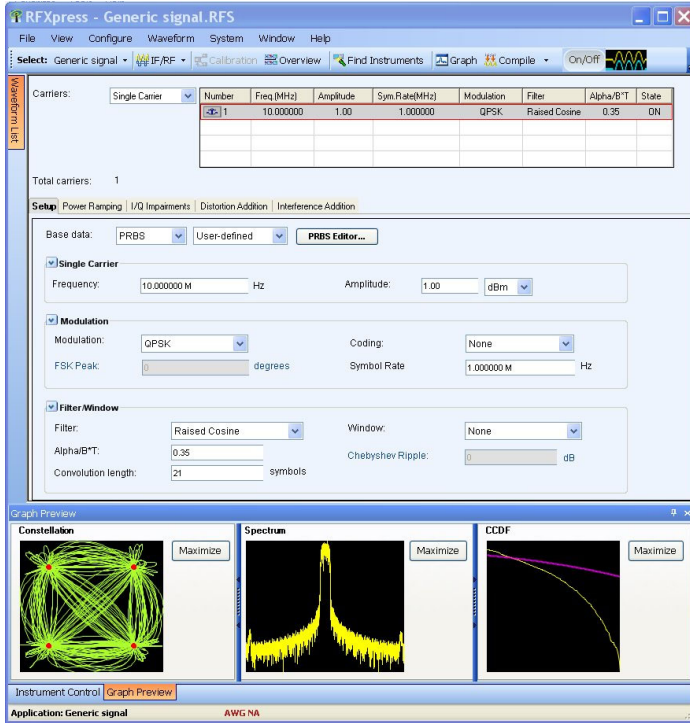 RFXpress - Generic signal.RFS
File View Configure Waveform System Window Help
Select: Generic signal IF/RF Calibration Overview Find Instruments Graph Compile On/Off
Waveform List
Carriers: Single Carrier
Number Freq.(MHz) Amplitude Sym.Rate(MHz) Modulation Filter Alpha/B*T State
1 10.000000 1.00 1.000000 QPSK Raised Cosine 0.35 ON
Total carriers: 1
Setup Power Ramping I/Q Impairments Distortion Addition Interference Addition
Base data: PRBS User-defined PRBS Editor...
Single Carrier
Frequency: 10.000000 M Hz Amplitude: 1.00 dBm
Modulation
Modulation: QPSK Coding: None
FSK Peak: 0 degrees Symbol Rate 1.000000 M Hz
Filter/Window
Filter: Raised Cosine Window: None
Alpha/B*T: 0.35 Chebyshev Ripple: 0 dB
Convolution length: 21 symbols
Graph Preview
Constellation Maximize Spectrum Maximize CCDF Maximize
Instrument Control Graph Preview
Application: Generic signal AWG NA